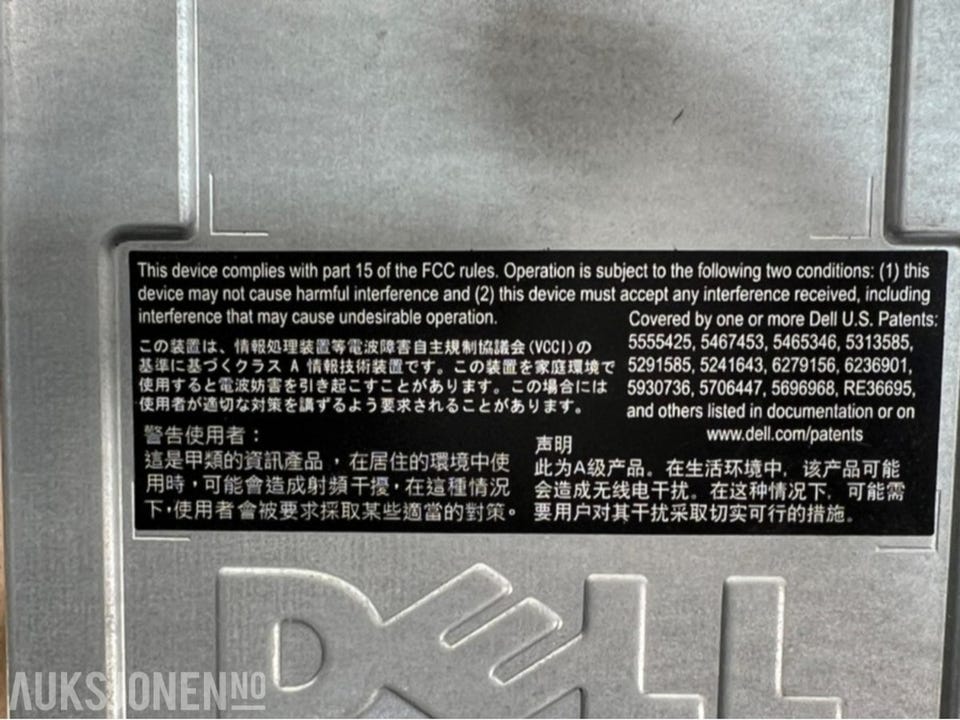 This device complies with part 15 of the FCC rules. Operation is subject to the following two conditions: (1) this
device may not cause harmful interference and (2) this device must accept any interference received, including
interference that may cause undesirable operation.
Covered by one or more Dell U.S. Patents:
5555425, 5467453, 5465346, 5313585,
5291585, 5241643, 6279156, 6236901,
5930736, 5706447, 5696968, RE36695,
and others listed in documentation or on
www.dell.com/patents
この装置は、情報処理装置等電波障害自主規制協議会(VCCI)の
基準に基づくクラス A 情報技術装置です。この装置を家庭環境で
使用すると電波妨害を引き起こすことがあります。この場合には
使用者が適切な対策を講ずるよう要求されることがあります。
警告使用者：
這是甲類的資訊產品，在居住的環境中使
用時，可能會造成射頻干擾，在這種情況
下，使用者會被要求採取某些適當的對策。
声明
此为A级产品。在生活环境中，该产品可能
会造成无线电干扰。在这种情况下，可能需
要用户对其干扰采取切实可行的措施。
DELL
AUKSJONEN.NO